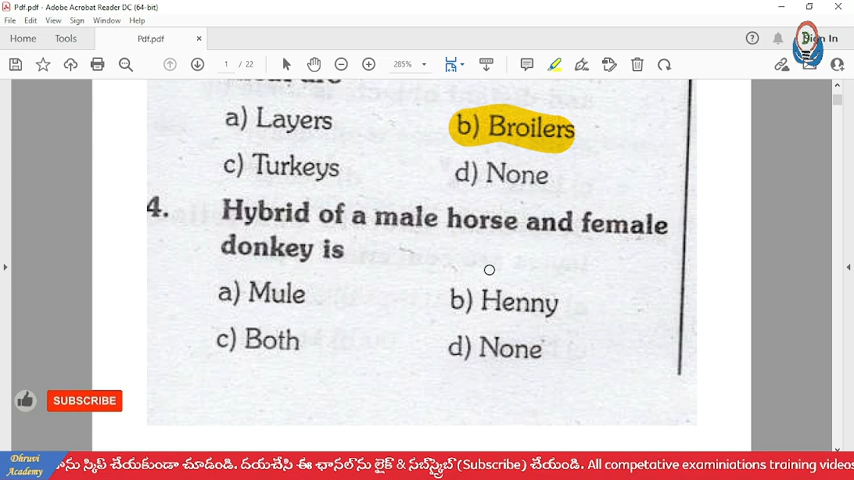 Pdf.pdf - Adobe Acrobat Reader DC (64-bit)
File Edit View Sign Window Help
Home Tools Pdf.pdf × Sign In
1 / 22 285%
a) Layers b) Broilers
c) Turkeys d) None
4. Hybrid of a male horse and female
donkey is
a) Mule b) Henny
c) Both d) None
SUBSCRIBE
Dhruvi
Academy
స్కిప్ చేయకుండా చూడండి. దయచేసి ఈ ఛానల్‌ను లైక్ & సబ్‌స్క్రైబ్ (Subscribe) చేయండి. All competative examiniations training videos